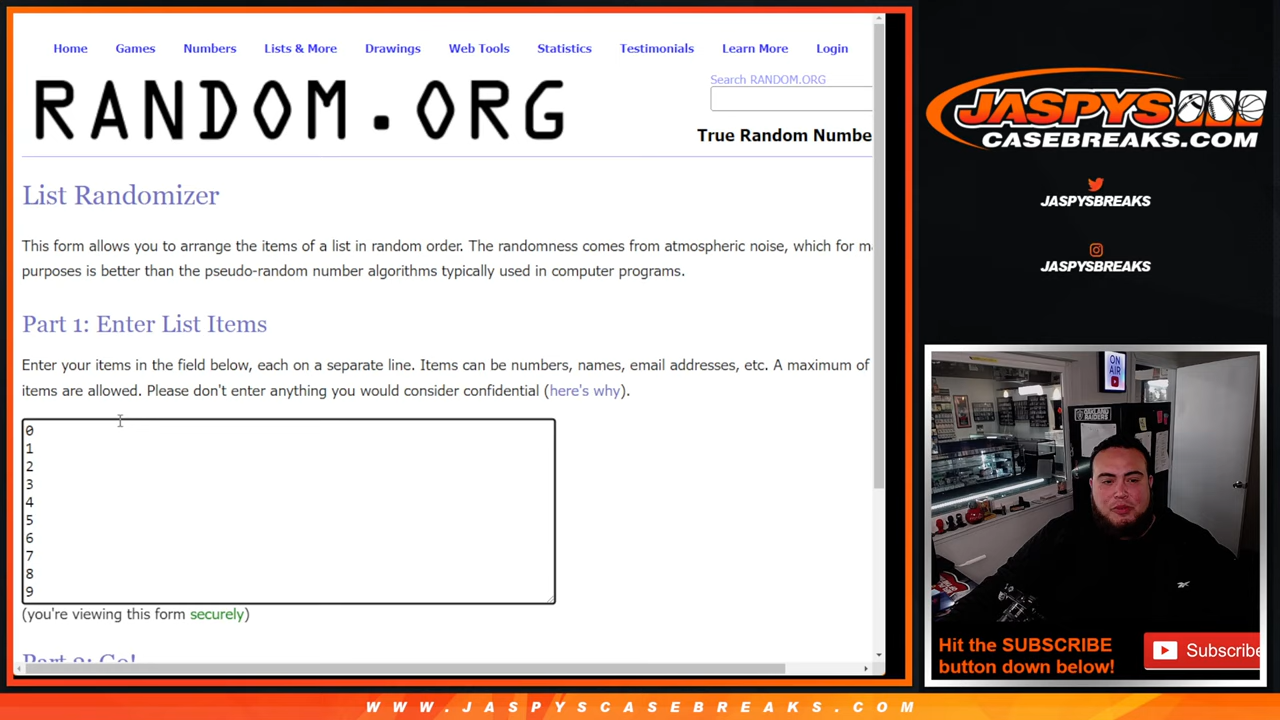 Home Games Numbers Lists & More Drawings Web Tools Statistics Testimonials Learn More Login
RANDOM.ORG
Search RANDOM.ORG
True Random Numbe
List Randomizer
This form allows you to arrange the items of a list in random order. The randomness comes from atmospheric noise, which for m
purposes is better than the pseudo-random number algorithms typically used in computer programs.
Part 1: Enter List Items
Enter your items in the field below, each on a separate line. Items can be numbers, names, email addresses, etc. A maximum of
items are allowed. Please don't enter anything you would consider confidential (here's why).
0
1
2
3
4
5
6
7
8
9
(you're viewing this form securely)
Part 2: Go!
JASPYS
CASEBREAKS.COM
JASPYSBREAKS
JASPYSBREAKS
ON
AIR
OAKLAND
RAIDERS
Hit the SUBSCRIBE
button down below!
Subscribe
WWW.JASPYSCASEBREAKS.COM